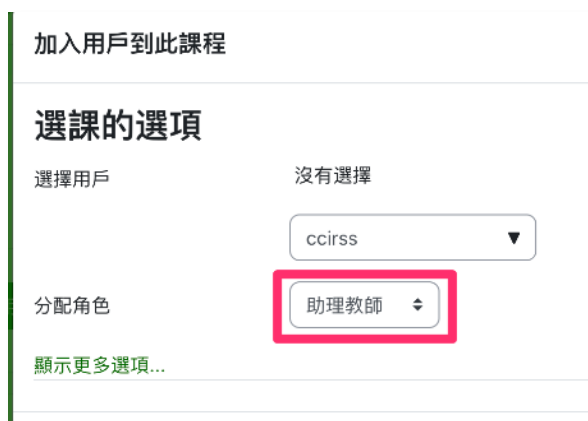 加入用戶到此課程
選課的選項
選擇用戶
沒有選擇
ccirss
分配角色
助理教師
顯示更多選項...